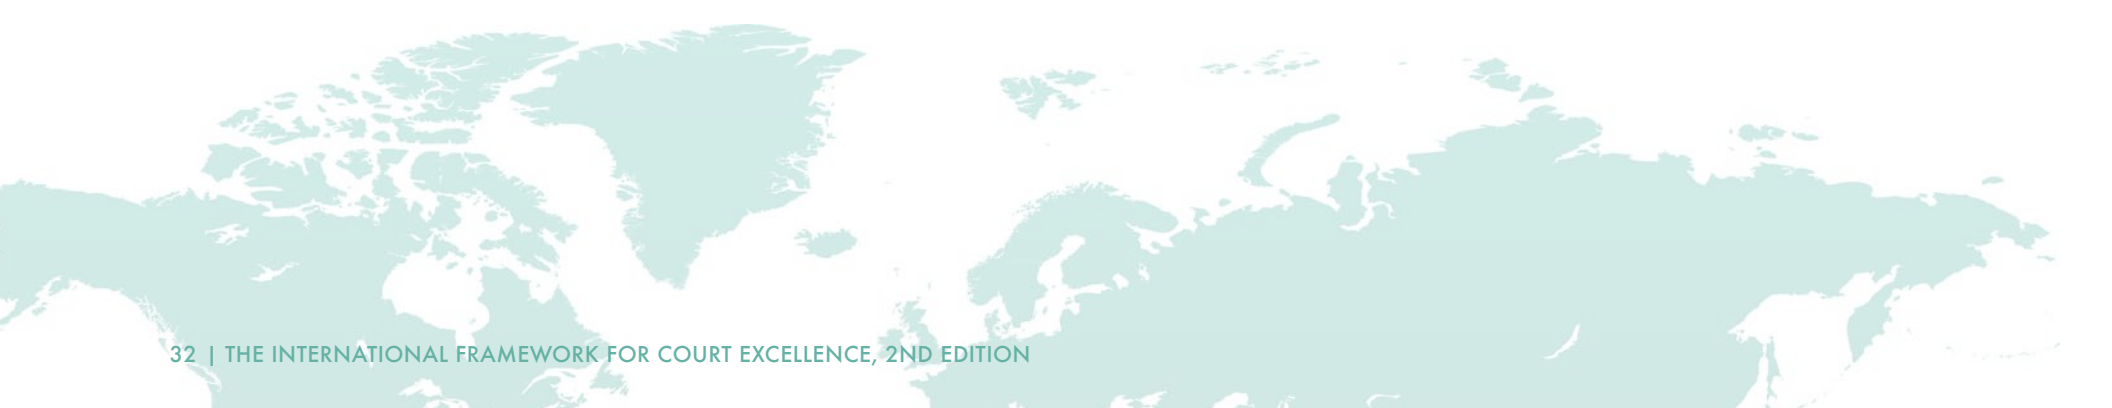 32 | THE INTERNATIONAL FRAMEWORK FOR COURT EXCELLENCE, 2ND EDITION